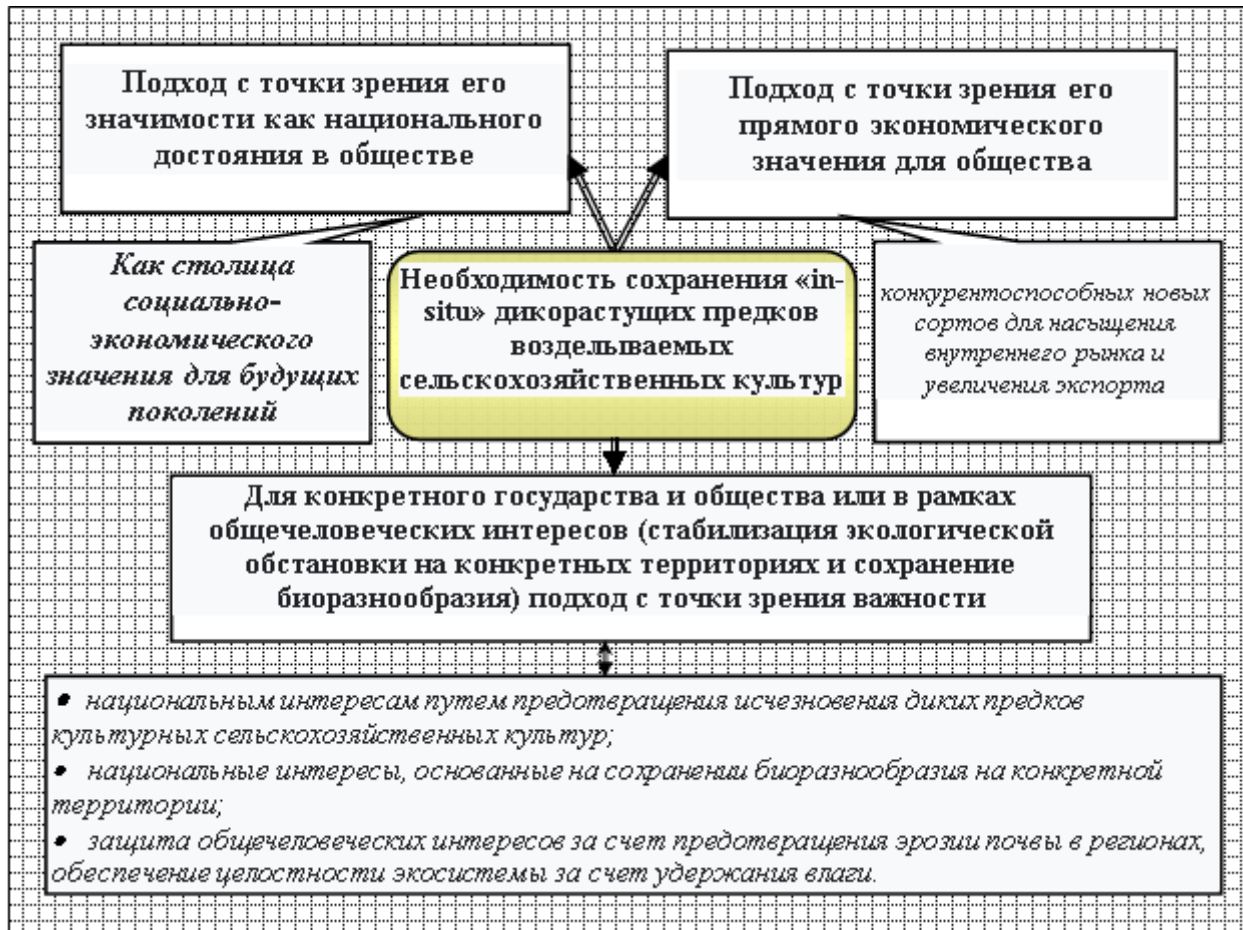 Подход с точки зрения его
значимости как национального
достояния в обществе
Подход с точки зрения его
прямого экономического
значения для общества
Как столица
социально-
экономического
значения для будущих
поколений
Необходимость сохранения «in-
situ» дикорастущих предков
возделываемых
сельскохозяйственных культур
конкурентоспособных новых
сортов для насыщения
внутреннего рынка и
увеличения экспорта
Для конкретного государства и общества или в рамках
общечеловеческих интересов (стабилизация экологической
обстановки на конкретных территориях и сохранение
биоразнообразия) подход с точки зрения важности
• национальным интересам путем предотвращения исчезновения диких предков
культурных сельскохозяйственных культур;
• национальные интересы, основанные на сохранении биоразнообразия на конкретной
территории;
• защита общечеловеческих интересов за счет предотвращения эрозии почвы в регионах,
обеспечение целостности экосистемы за счет удержания влаги.